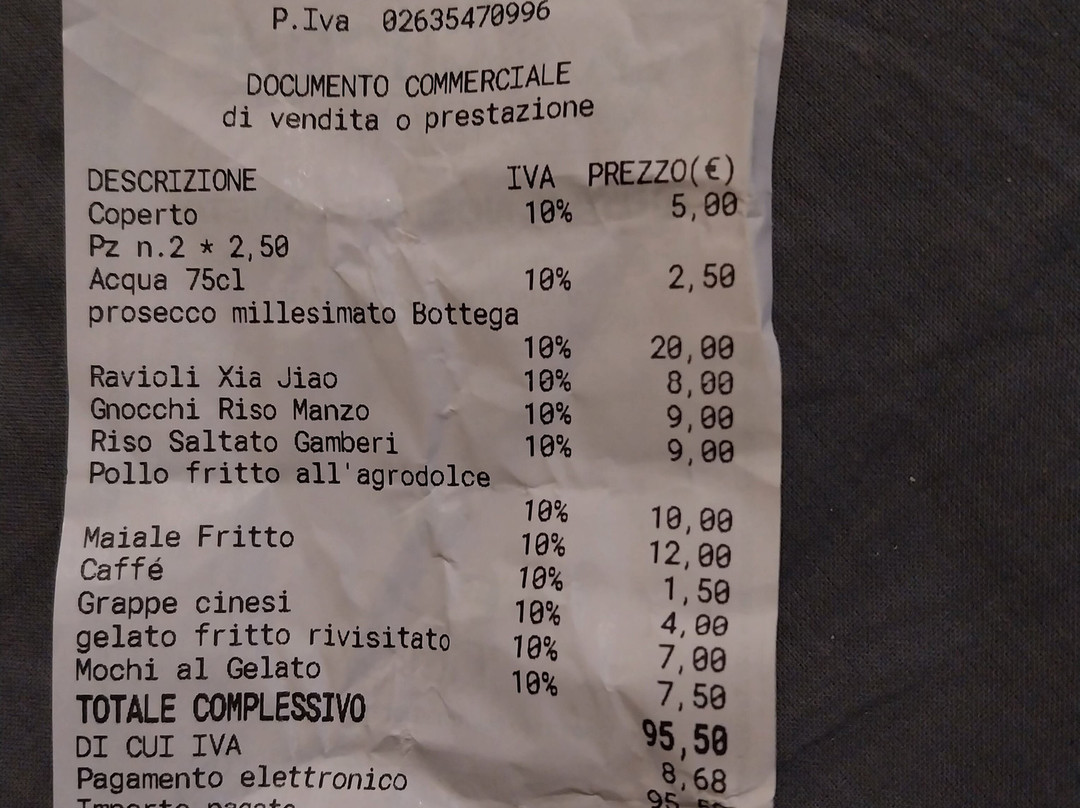 P.Iva 02635470996
DOCUMENTO COMMERCIALE
di vendita o prestazione
DESCRIZIONE IVA PREZZO(€)
Coperto 10% 5,00
Pz n.2 * 2,50
Acqua 75cl 10% 2,50
prosecco millesimato Bottega
10% 20,00
Ravioli Xia Jiao 10% 8,00
Gnocchi Riso Manzo 10% 9,00
Riso Saltato Gamberi 10% 9,00
Pollo fritto all'agrodolce
10% 10,00
Maiale Fritto 10% 12,00
Caffé 10% 1,50
Grappe cinesi 10% 4,00
gelato fritto rivisitato 10% 7,00
Mochi al Gelato 10% 7,50
TOTALE COMPLESSIVO 95,50
DI CUI IVA 8,68
Pagamento elettronico 95,50
Importo pagato